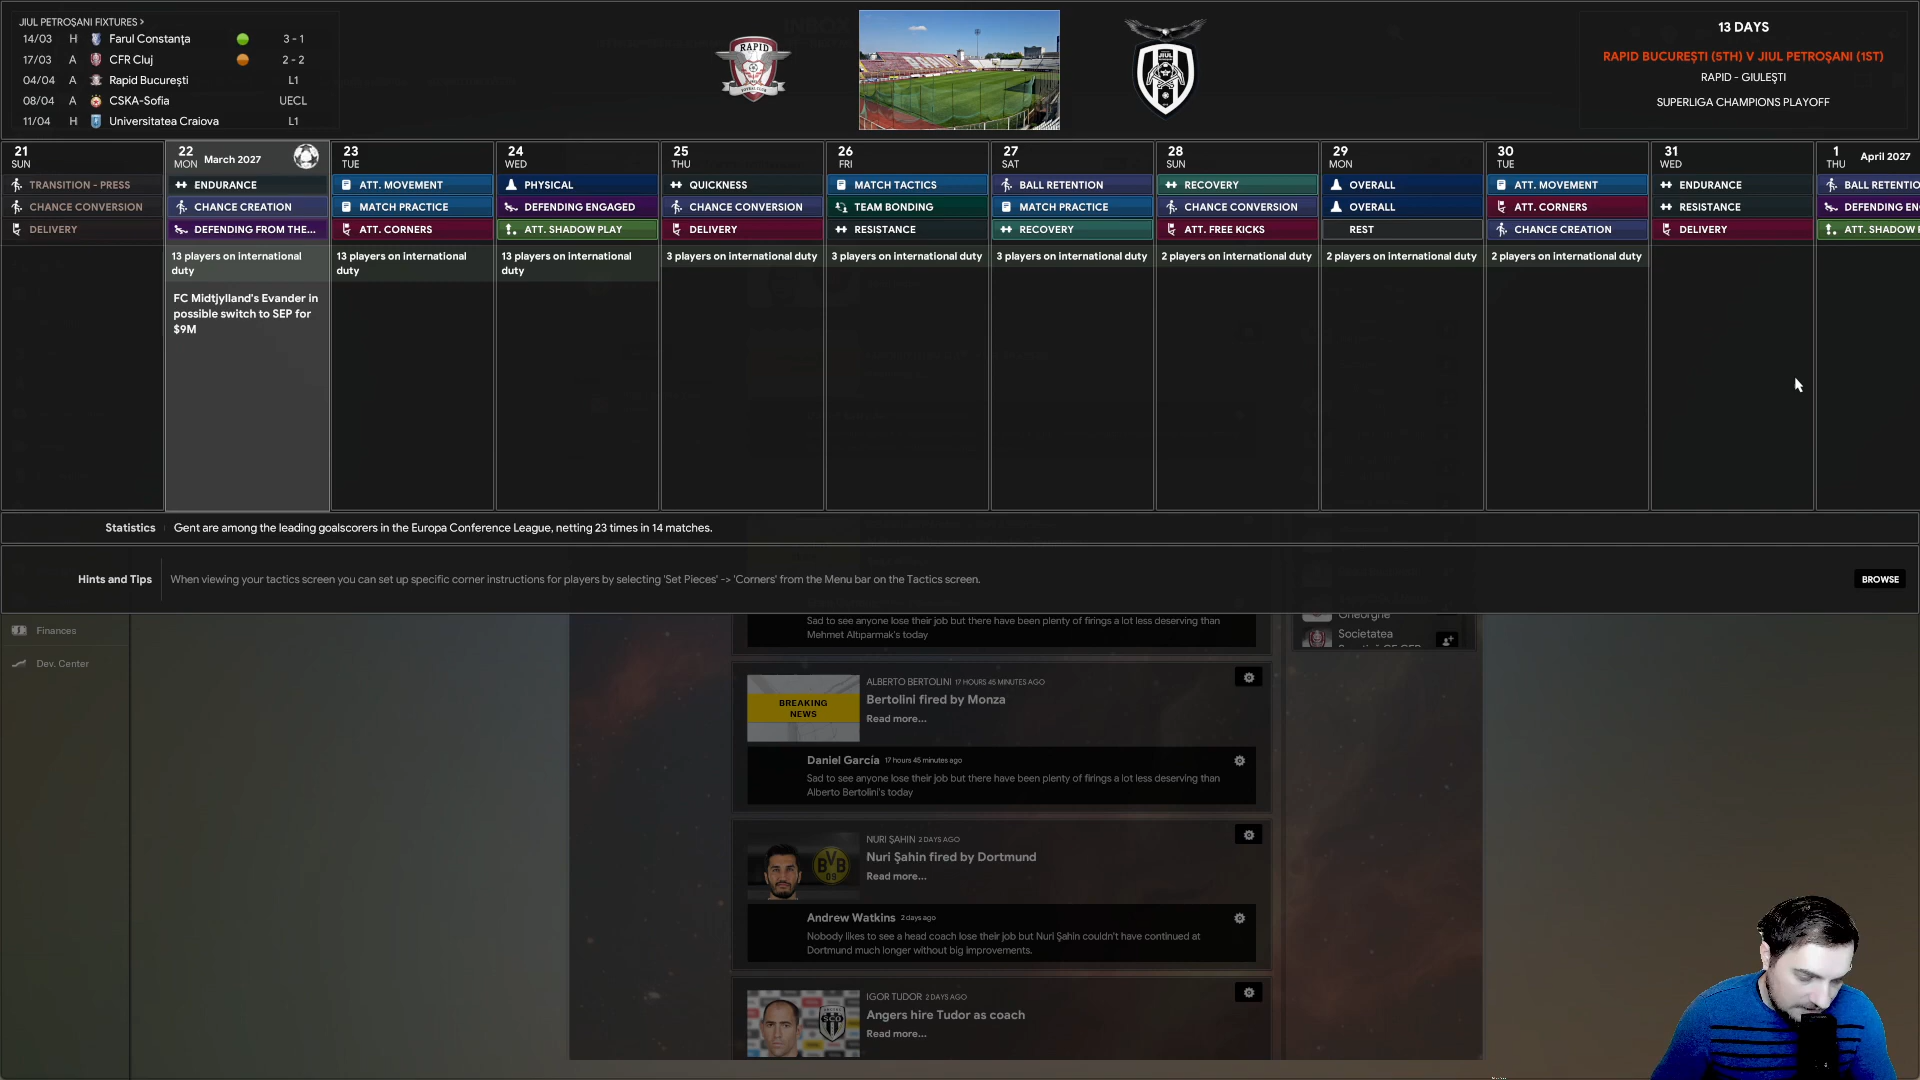 JIUL PETROȘANI FIXTURES >
14/03 H Farul Constanța 3 - 1
17/03 A CFR Cluj 2 - 2
04/04 A Rapid București L1
08/04 A CSKA-Sofia UECL
11/04 H Universitatea Craiova L1
RAPID
13 DAYS
RAPID BUCUREȘTI (5TH) V JIUL PETROȘANI (1ST)
RAPID - GIULEȘTI
SUPERLIGA CHAMPIONS PLAYOFF
21 SUN
TRANSITION - PRESS
CHANCE CONVERSION
DELIVERY
22 MON March 2027
ENDURANCE
CHANCE CREATION
DEFENDING FROM THE...
13 players on international
duty
FC Midtjylland's Evander in
possible switch to SEP for
$9M
23 TUE
ATT. MOVEMENT
MATCH PRACTICE
ATT. CORNERS
13 players on international
duty
24 WED
PHYSICAL
DEFENDING ENGAGED
ATT. SHADOW PLAY
13 players on international
duty
25 THU
QUICKNESS
CHANCE CONVERSION
DELIVERY
3 players on international duty
26 FRI
MATCH TACTICS
TEAM BONDING
RESISTANCE
3 players on international duty
27 SAT
BALL RETENTION
MATCH PRACTICE
RECOVERY
3 players on international duty
28 SUN
RECOVERY
CHANCE CONVERSION
ATT. FREE KICKS
2 players on international duty
29 MON
OVERALL
OVERALL
REST
2 players on international duty
30 TUE
ATT. MOVEMENT
ATT. CORNERS
CHANCE CREATION
2 players on international duty
31 WED
ENDURANCE
RESISTANCE
DELIVERY
1 THU April 2027
BALL RETENTIO
DEFENDING EN
ATT. SHADOW
Statistics Gent are among the leading goalscorers in the Europa Conference League, netting 23 times in 14 matches.
Hints and Tips When viewing your tactics screen you can set up specific corner instructions for players by selecting 'Set Pieces' -> 'Corners' from the Menu bar on the Tactics screen.
BROWSE
Finances
Dev. Center
Sad to see anyone lose their job but there have been plenty of firings a lot less deserving than
Mehmet Altıparmak's today
Gheorghe
Societatea
ALBERTO BERTOLINI 17 HOURS 45 MINUTES AGO
BREAKING
NEWS
Bertolini fired by Monza
Read more...
Daniel García 17 hours 45 minutes ago
Sad to see anyone lose their job but there have been plenty of firings a lot less deserving than
Alberto Bertolini's today
NURI ŞAHIN 2 DAYS AGO
BVB
09
Nuri Şahin fired by Dortmund
Read more...
Andrew Watkins 2 days ago
Nobody likes to see a head coach lose their job but Nuri Şahin couldn't have continued at
Dortmund much longer without big improvements.
IGOR TUDOR 2 DAYS AGO
SCO
Angers hire Tudor as coach
Read more...